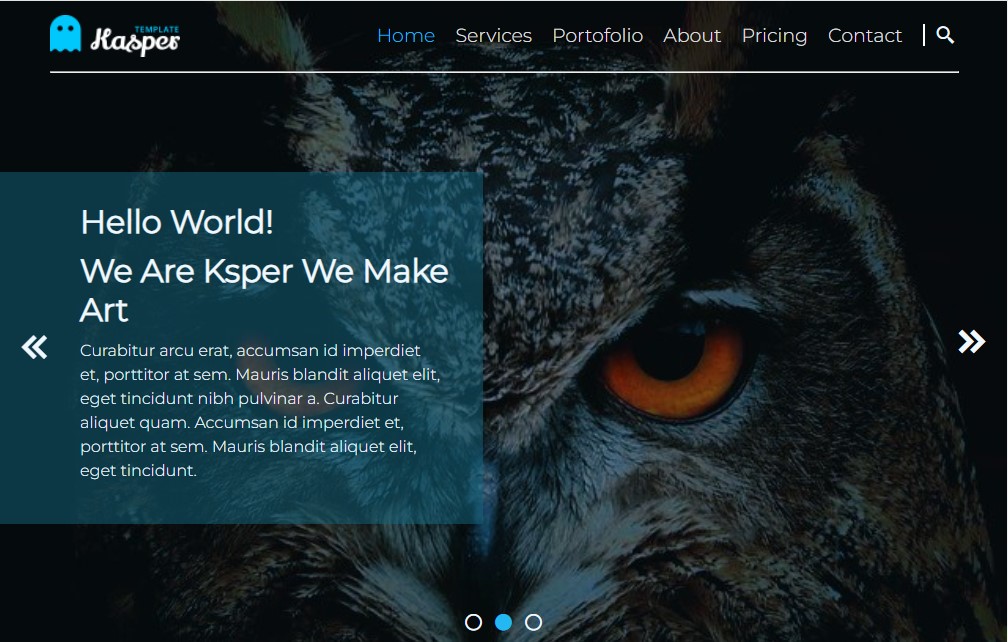 TEMPLATE
Kasper
Home Services Portofolio About Pricing Contact
Hello World!
We Are Ksper We Make
Art
Curabitur arcu erat, accumsan id imperdiet
et, porttitor at sem. Mauris blandit aliquet elit,
eget tincidunt nibh pulvinar a. Curabitur
aliquet quam. Accumsan id imperdiet et,
porttitor at sem. Mauris blandit aliquet elit,
eget tincidunt.